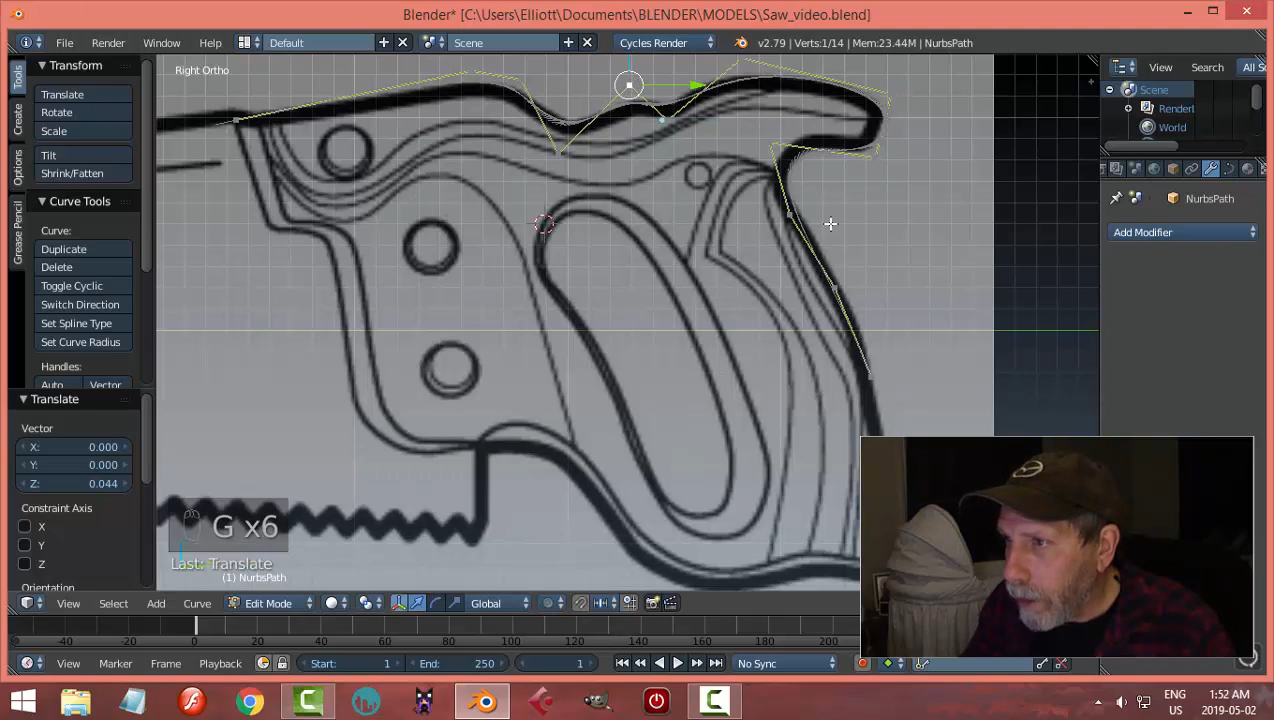 Blender* [C:\Users\Elliott\Documents\BLENDER\MODELS\Saw_video.blend]
File Render Window Help Default Scene Cycles Render v2.79 | Verts:1/14 | Mem:23.44M | NurbsPath
Tools
Create
Options
Grease Pencil
Transform
Translate
Rotate
Scale
Tilt
Shrink/Fatten
Curve Tools
Curve:
Duplicate
Delete
Toggle Cyclic
Switch Direction
Set Spline Type
Set Curve Radius
Handles:
Auto Vector
Translate
Vector
X: 0.000
Y: 0.000
Z: 0.044
Constraint Axis
X
Y
Z
Orientation
Right Ortho
G x6
Last: Translate
(1) NurbsPath
View Search All S
Scene
RenderL
World
NurbsPath
Add Modifier
View Select Add Curve Edit Mode Global
-40 -20 0 20 40 60 80 100 120 140 160 180 200
View Marker Frame Playback Start: 1 End: 250 1 No Sync
ENG
US
1:52 AM
2019-05-02